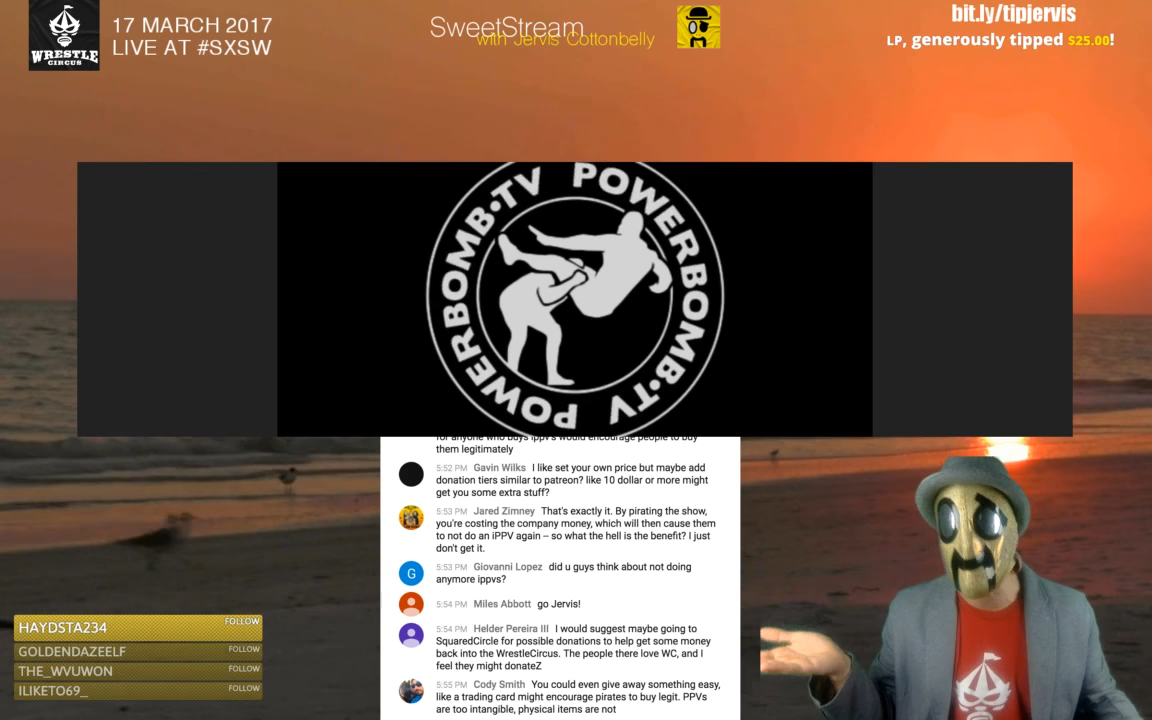 WRESTLE
CIRCUS
17 MARCH 2017
LIVE AT #SXSW
SweetStream
with Jervis Cottonbelly
bit.ly/tipjervis
LP, generously tipped $25.00!
POWERBOMB.TV POWERBOMB.TV
for anyone who buys ippv's would encourage people to buy
them legitimately
5:52 PM Gavin Wilks I like set your own price but maybe add
donation tiers similar to patreon? like 10 dollar or more might
get you some extra stuff?
5:53 PM Jared Zimney That's exactly it. By pirating the show,
you're costing the company money, which will then cause them
to not do an iPPV again – so what the hell is the benefit? I just
don't get it.
G
5:53 PM Giovanni Lopez did u guys think about not doing
anymore ippvs?
5:54 PM Miles Abbott go Jervis!
5:54 PM Helder Pereira III I would suggest maybe going to
SquaredCircle for possible donations to help get some money
back into the WrestleCircus. The people there love WC, and I
feel they might donateZ
5:55 PM Cody Smith You could even give away something easy,
like a trading card might encourage pirates to buy legit. PPVs
are too intangible, physical items are not
HAYDSTA234 FOLLOW
GOLDENDAZEELF FOLLOW
THE_WVUWON FOLLOW
ILIKETO69_ FOLLOW